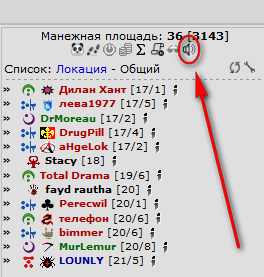 Манежная площадь: 36 [3143]
Список: Локация - Общий
» Дилан Хант [17/1]
» лева1977 [17/5]
» DrMoreau [17/2]
» DrugPill [17/4]
» aHgeLok [17/2]
» Stacy [18]
» Total Drama [19/6]
» fayd rautha [20]
» Perecwil [20/1]
» телефон [20/6]
» bimmer [20/6]
» MurLemur [20/8]
» LOUNLY [21/5]